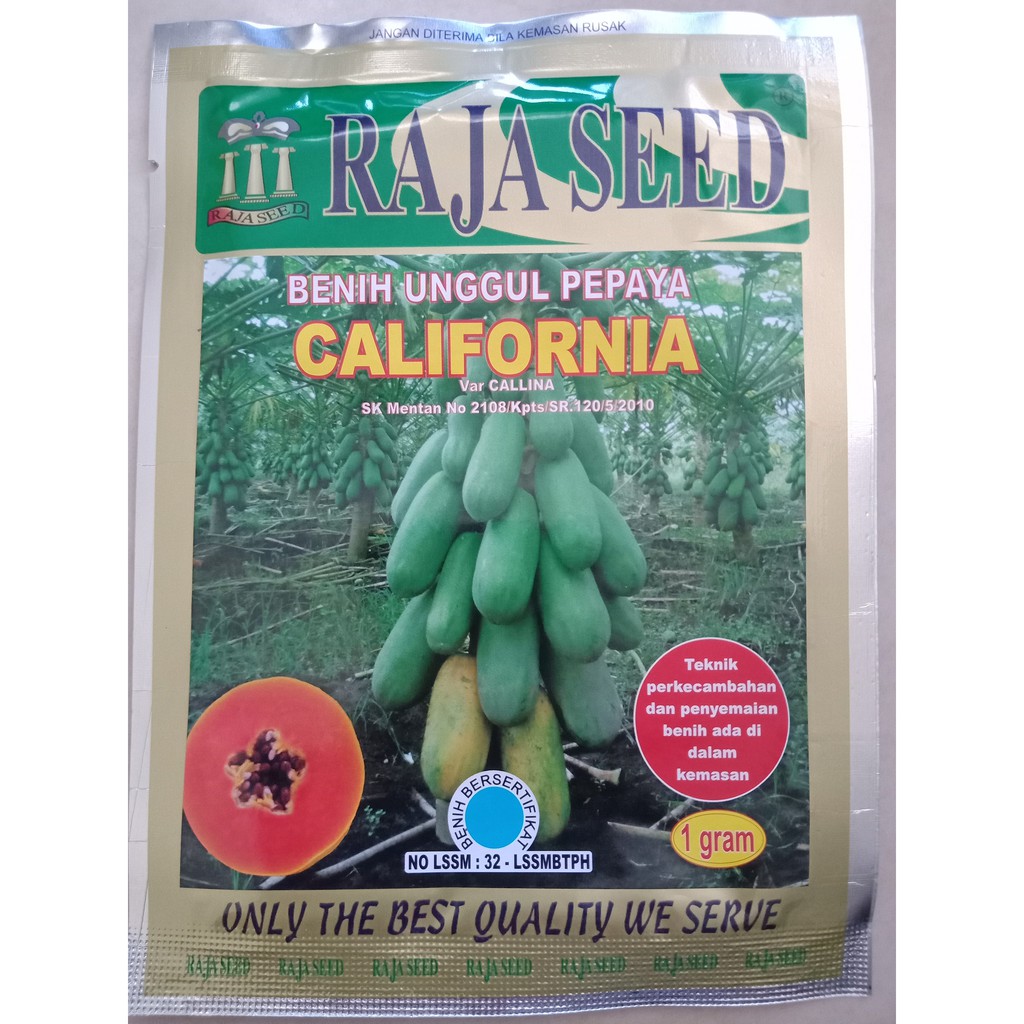 JANGAN DITERIMA BILA KEMASAN RUSAK
RAJA SEED ®
RAJA SEED
BENIH UNGGUL PEPAYA
CALIFORNIA
Var CALLINA
SK Mentan No 2108/Kpts/SR.120/5/2010
Teknik
perkecambahan
dan penyemaian
benih ada di
dalam
kemasan
1 gram
BENIH BERSERTIFIKAT
NO LSSM : 32 - LSSMBTPH
ONLY THE BEST QUALITY WE SERVE
RAJA SEED RAJA SEED RAJA SEED RAJA SEED RAJA SEED RAJA SEED RAJA SEED